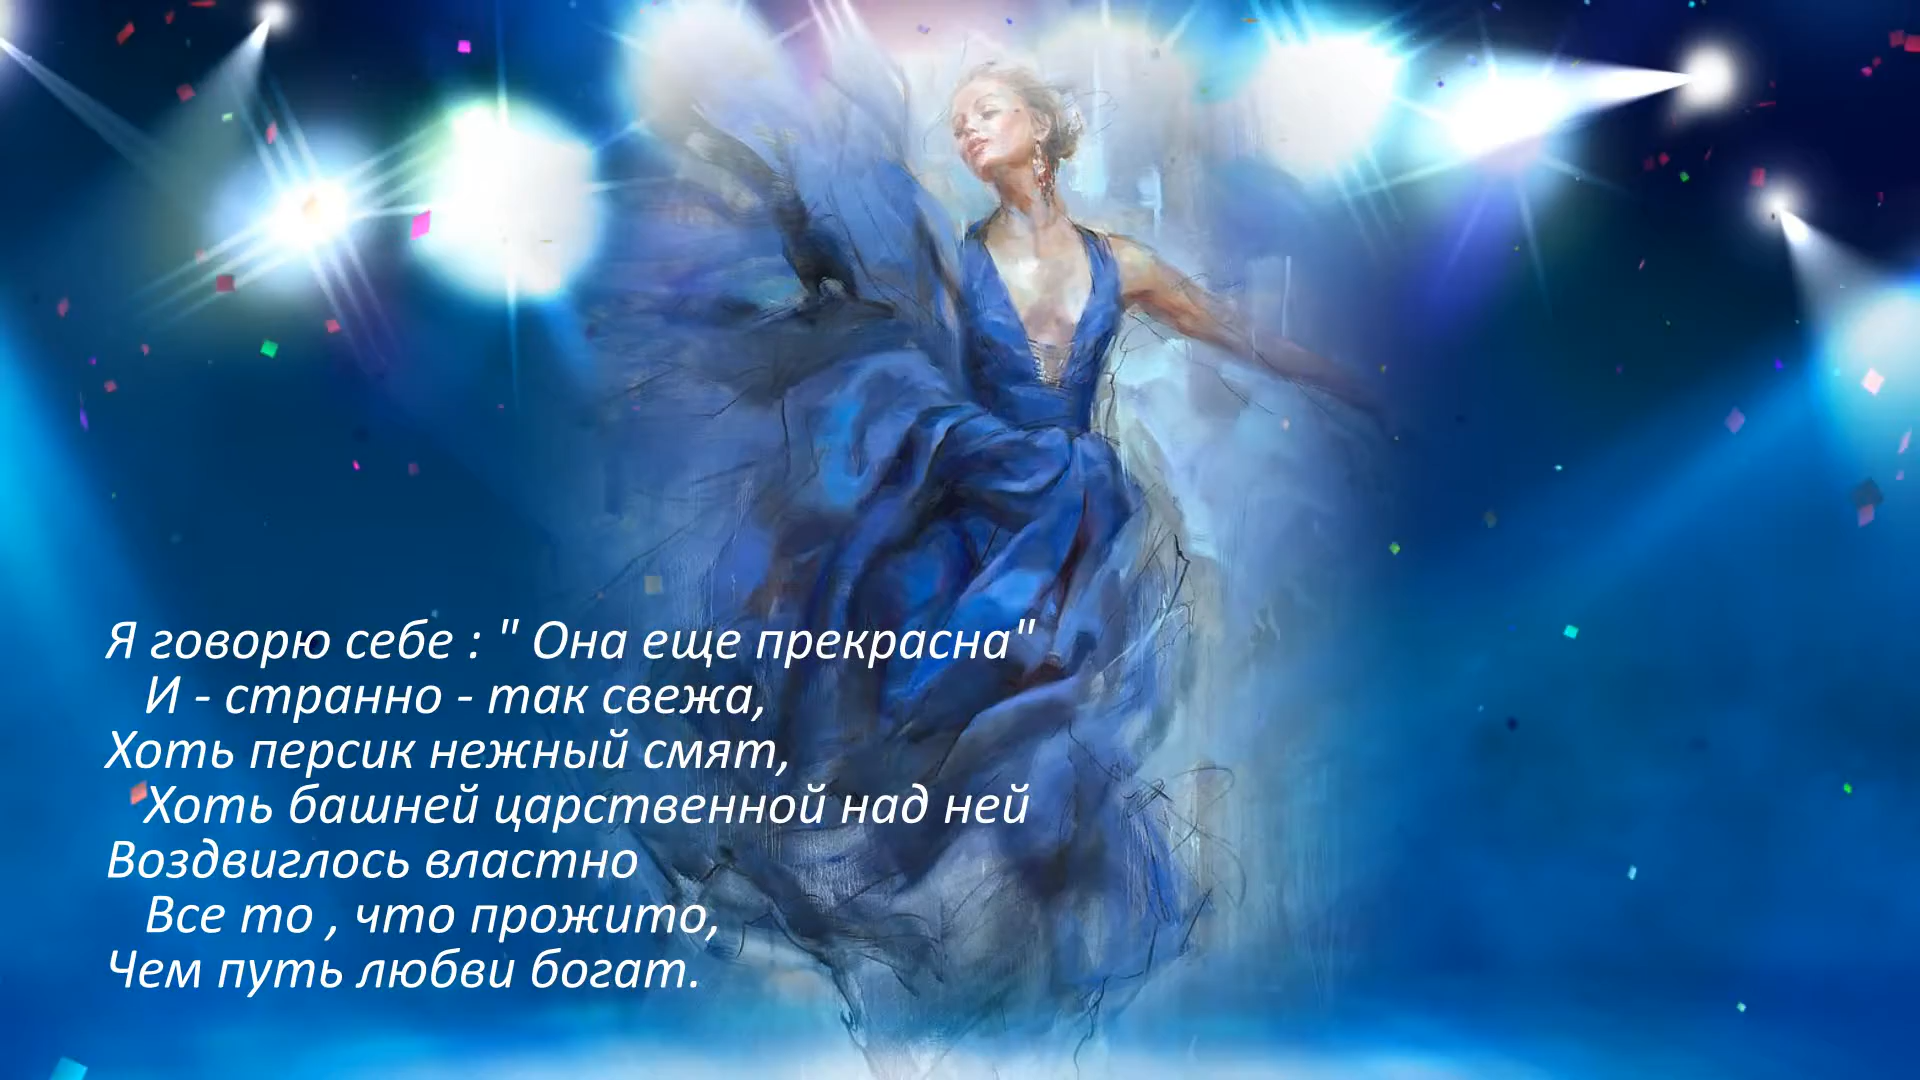 Я говорю себе : " Она еще прекрасна"
И - странно - так свежа,
Хоть персик нежный смят,
Хоть башней царственной над ней
Воздвиглось властно
Все то , что прожито,
Чем путь любви богат.